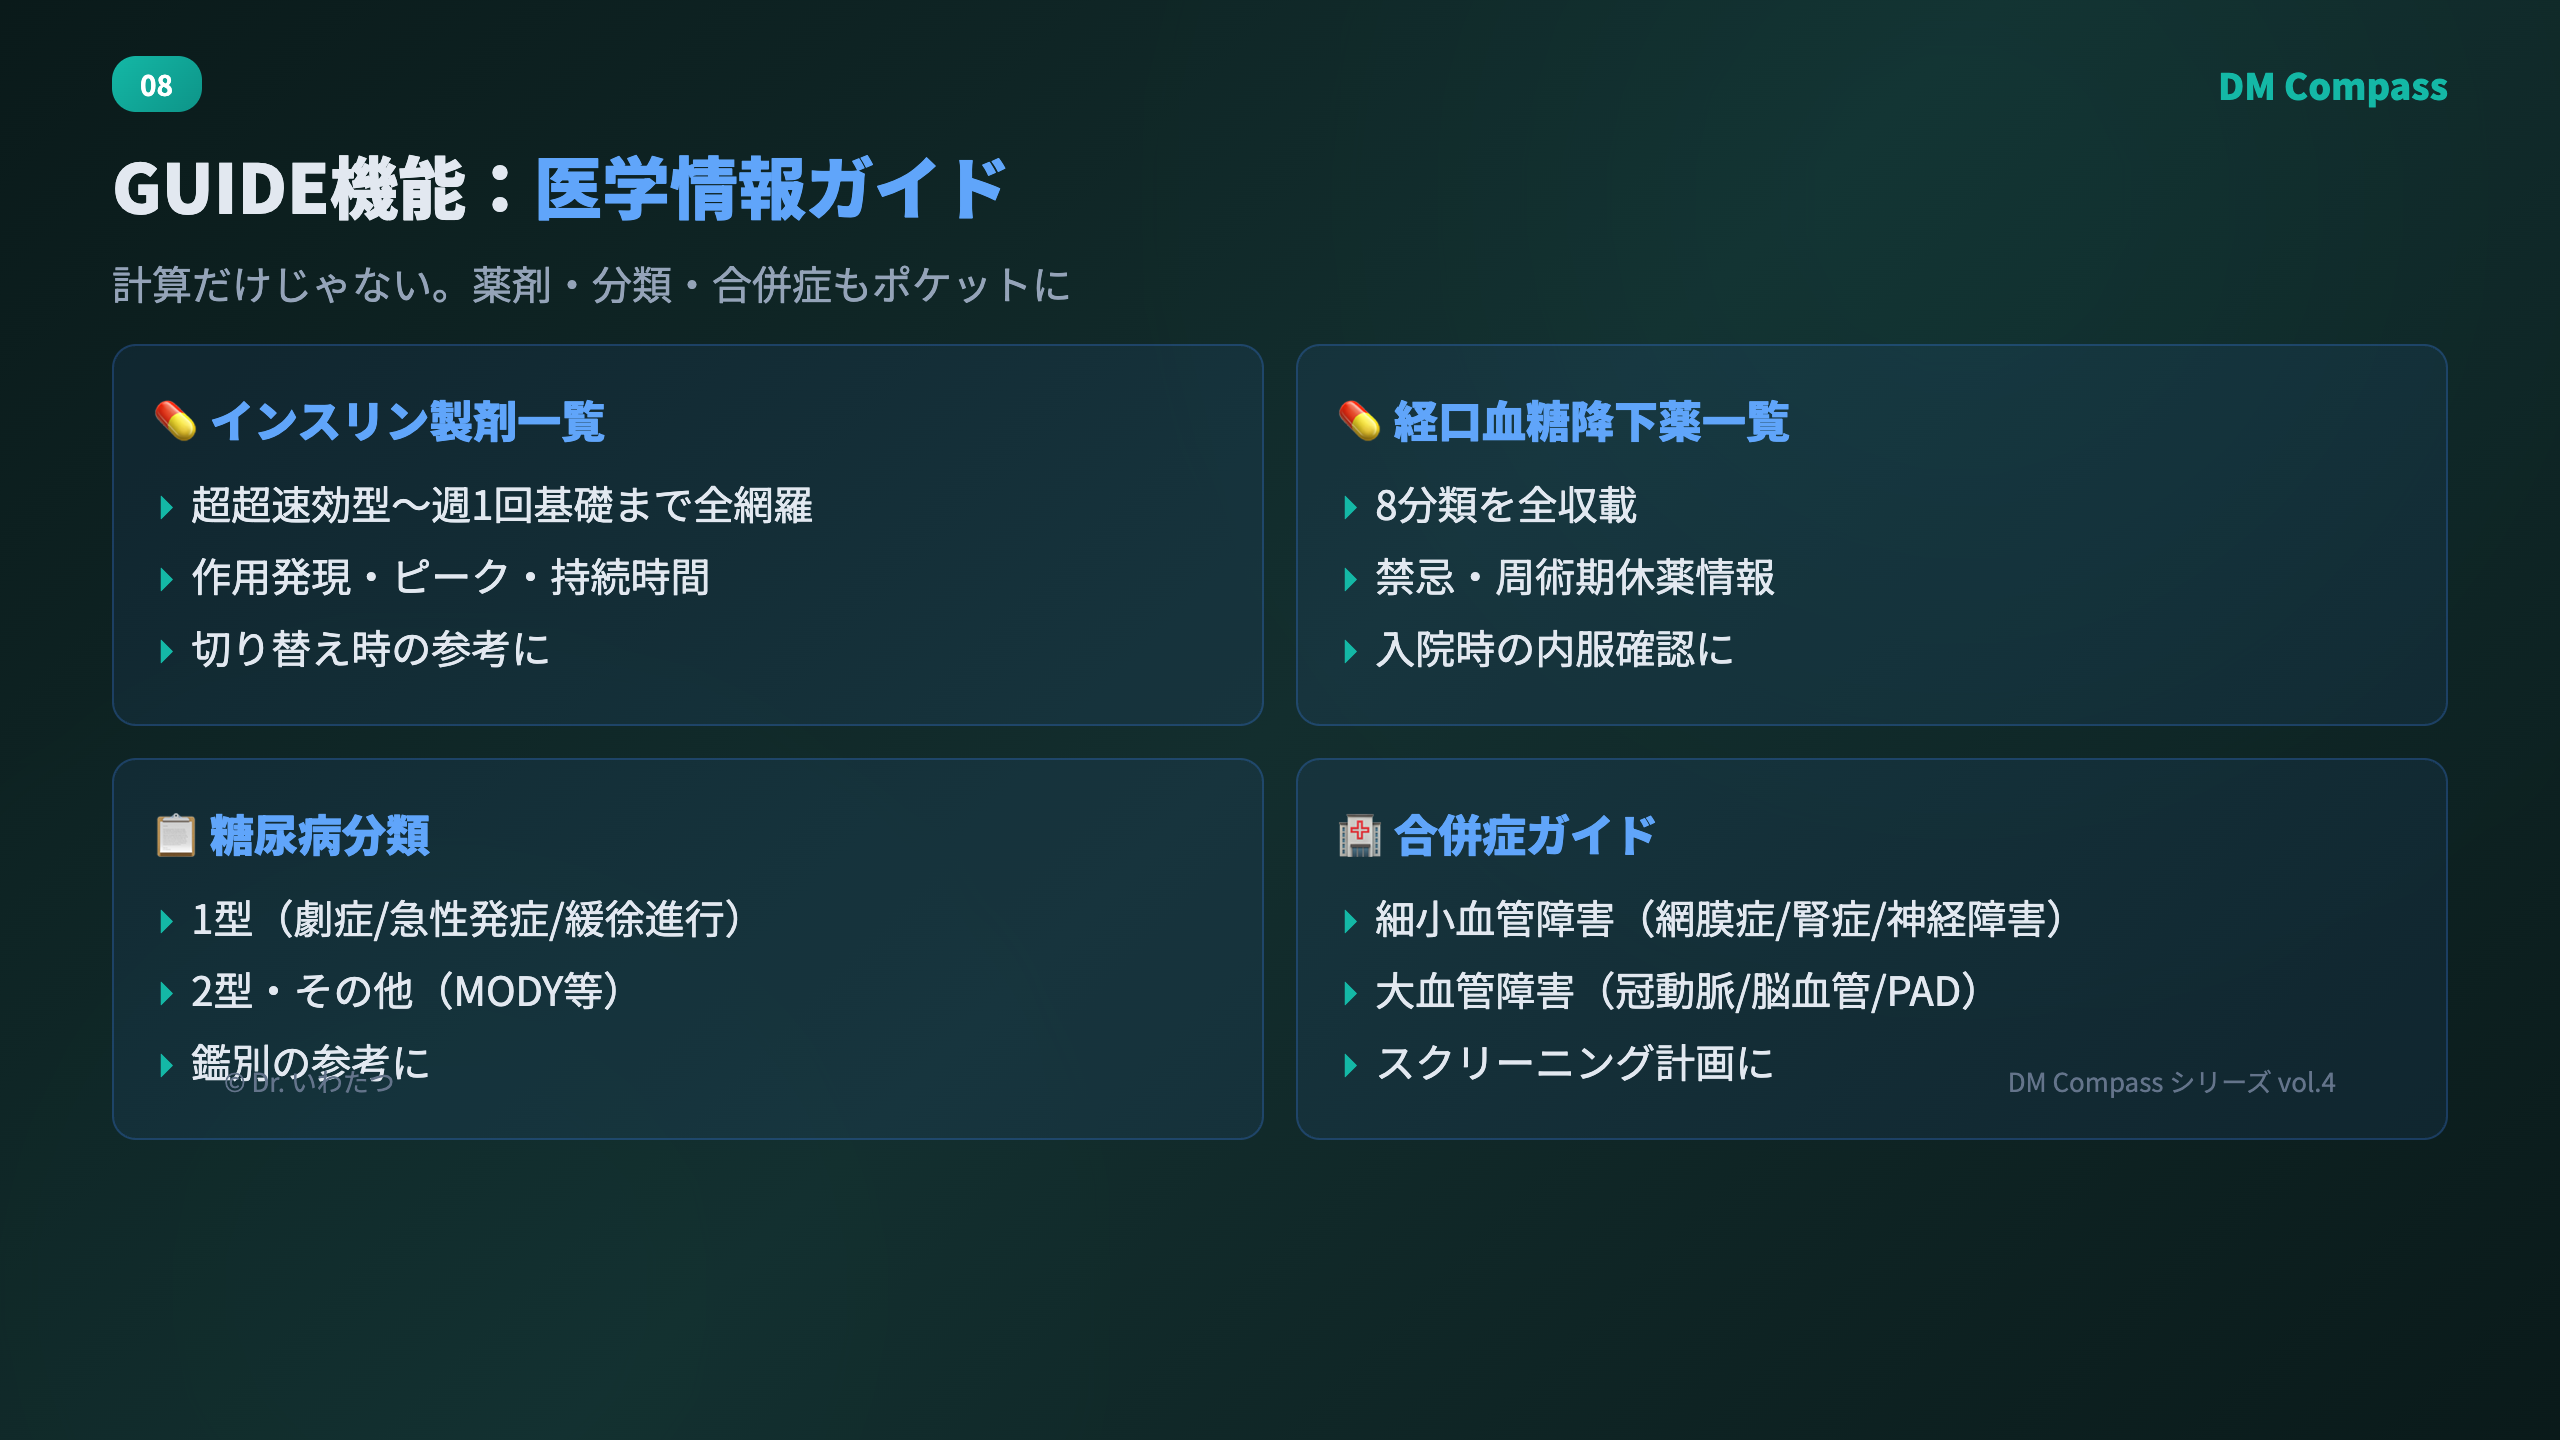 08
DM Compass
GUIDE機能：医学情報ガイド
計算だけじゃない。薬剤・分類・合併症もポケットに
インスリン製剤一覧
超超速効型〜週1回基礎まで全網羅
作用発現・ピーク・持続時間
切り替え時の参考に
経口血糖降下薬一覧
8分類を全収載
禁忌・周術期休薬情報
入院時の内服確認に
糖尿病分類
1型（劇症/急性発症/緩徐進行）
2型・その他（MODY等）
鑑別の参考に
合併症ガイド
細小血管障害（網膜症/腎症/神経障害）
大血管障害（冠動脈/脳血管/PAD）
スクリーニング計画に
© Dr. いわたつ
DM Compass シリーズ vol.4